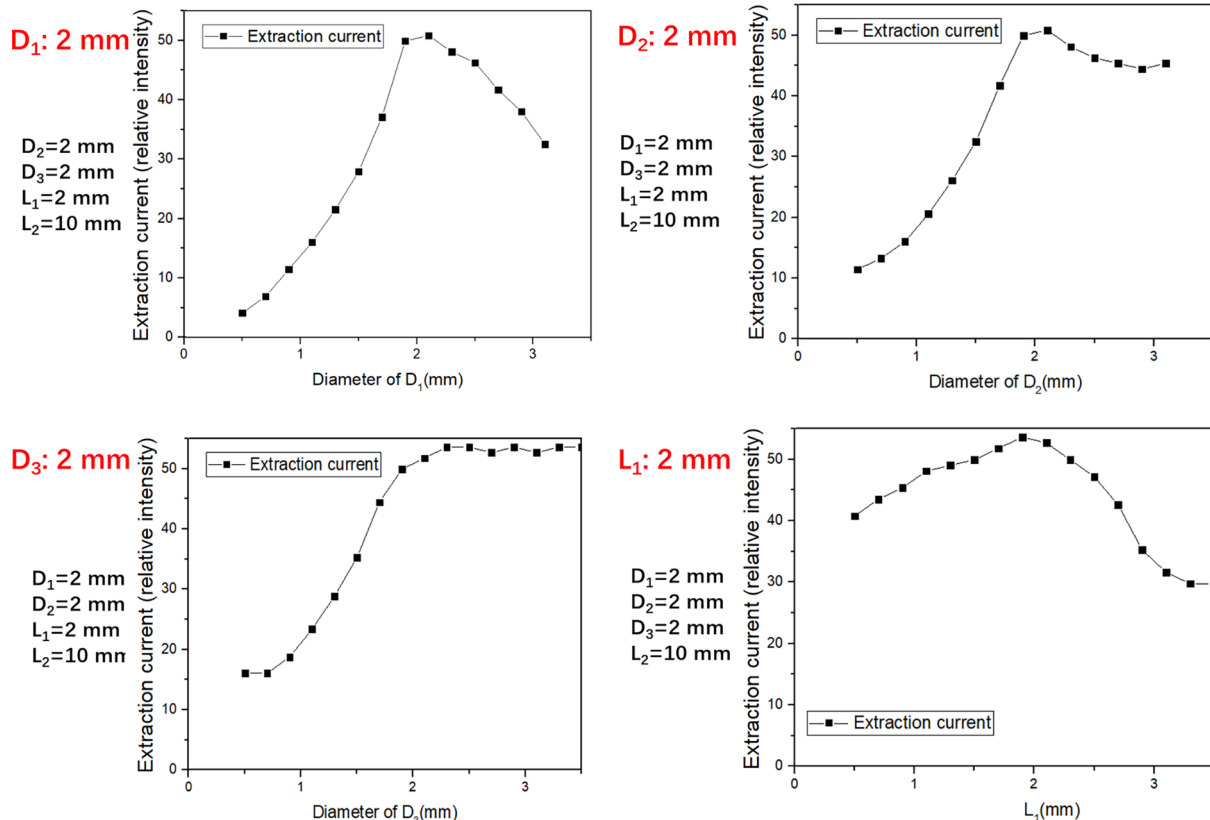 D₁: 2 mm
D₂=2 mm
D₃=2 mm
L₁=2 mm
L₂=10 mm
Extraction current (relative intensity)
50
40
30
20
10
0
Extraction current
0 1 2 3
Diameter of D₁(mm)
D₂: 2 mm
D₁=2 mm
D₃=2 mm
L₁=2 mm
L₂=10 mm
Extraction current (relative intensity)
50
40
30
20
10
0
Extraction current
0 1 2 3
Diameter of D₂(mm)
D₃: 2 mm
D₁=2 mm
D₂=2 mm
L₁=2 mm
L₂=10 mm
Extraction current (relative intensity)
50
40
30
20
10
0
Extraction current
0 1 2 3
Diameter of D₃(mm)
L₁: 2 mm
D₁=2 mm
D₂=2 mm
D₃=2 mm
L₂=10 mm
Extraction current (relative intensity)
50
40
30
20
10
0
Extraction current
0 1 2 3
L₁(mm)